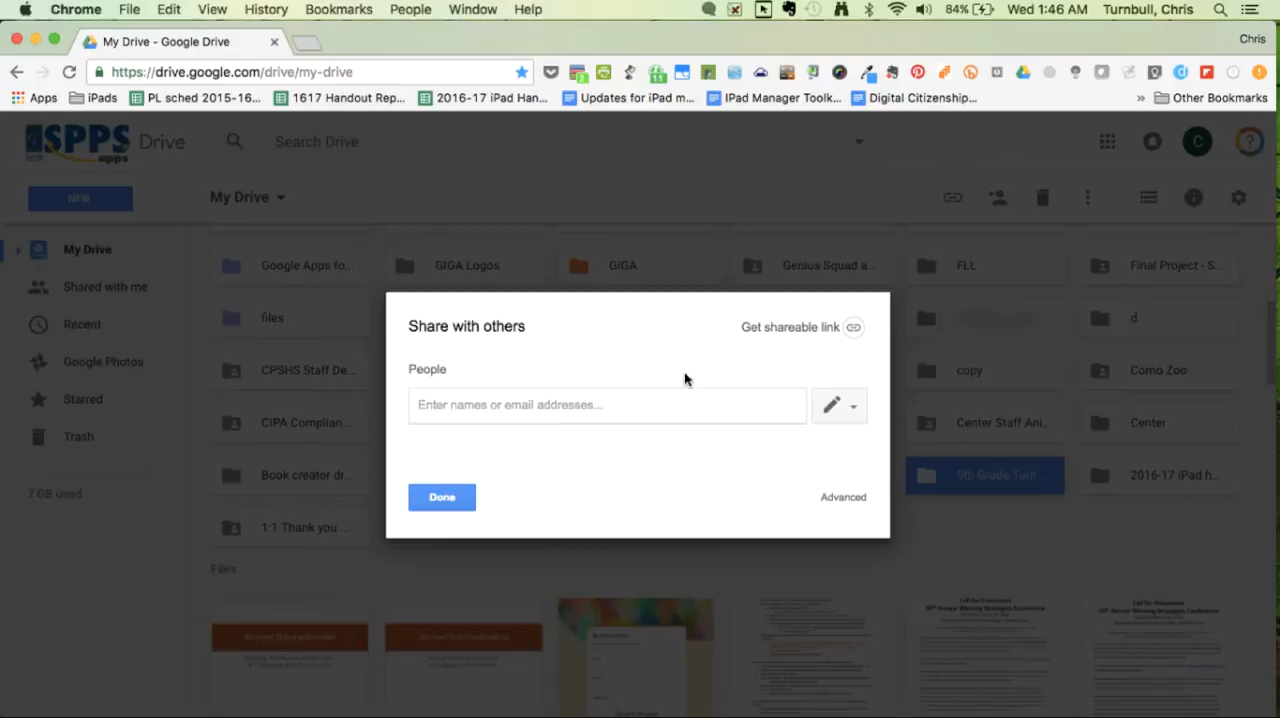 Chrome File Edit View History Bookmarks People Window Help 84% Wed 1:46 AM Turnbull, Chris
My Drive - Google Drive Chris
https://drive.google.com/drive/my-drive 2 11
Apps iPads PL sched 2015-16... 1617 Handout Rep... 2016-17 iPad Han... Updates for iPad m... IPad Manager Toolk... Digital Citizenship... » Other Bookmarks
SPPS apps Drive Search Drive C ?
NEW My Drive
My Drive
Shared with me
Recent
Google Photos
Starred
Trash
7 GB used
Google Apps fo... GIGA Logos GIGA Genius Squad a... FLL Final Project - S...
files d
CPSHS Staff De... copy Como Zoo
CIPA Complian... Center Staff Ani... Center
Book creator dr... 5th Grade Turn... 2016-17 iPad h...
1:1 Thank you ...
Share with others Get shareable link
People
Enter names or email addresses...
Done Advanced
Files